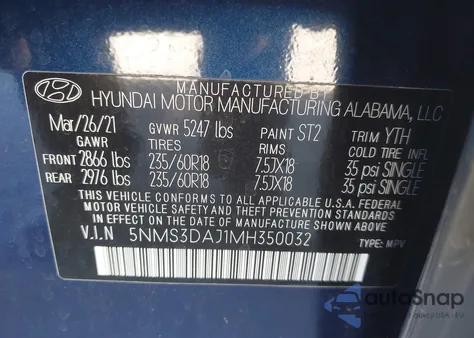 MANUFACTURED BY
HYUNDAI MOTOR MANUFACTURING ALABAMA, LLC
Mar/26/21 GVWR 5247 lbs PAINT ST2 TRIM YTH
GAWR TIRES RIMS COLD TIRE INFL
FRONT 2866 lbs 235/60R18 7.5JX18 35 psi SINGLE
REAR 2976 lbs 235/60R18 7.5JX18 35 psi SINGLE
THIS VEHICLE CONFORMS TO ALL APPLICABLE U.S.A. FEDERAL
MOTOR VEHICLE SAFETY AND THEFT PREVENTION STANDARDS
IN EFFECT ON THE DATE OF MANUFACTURE SHOWN ABOVE.
V.I.N 5NMS3DAJ1MH350032 TYPE: MPV
autoSnap